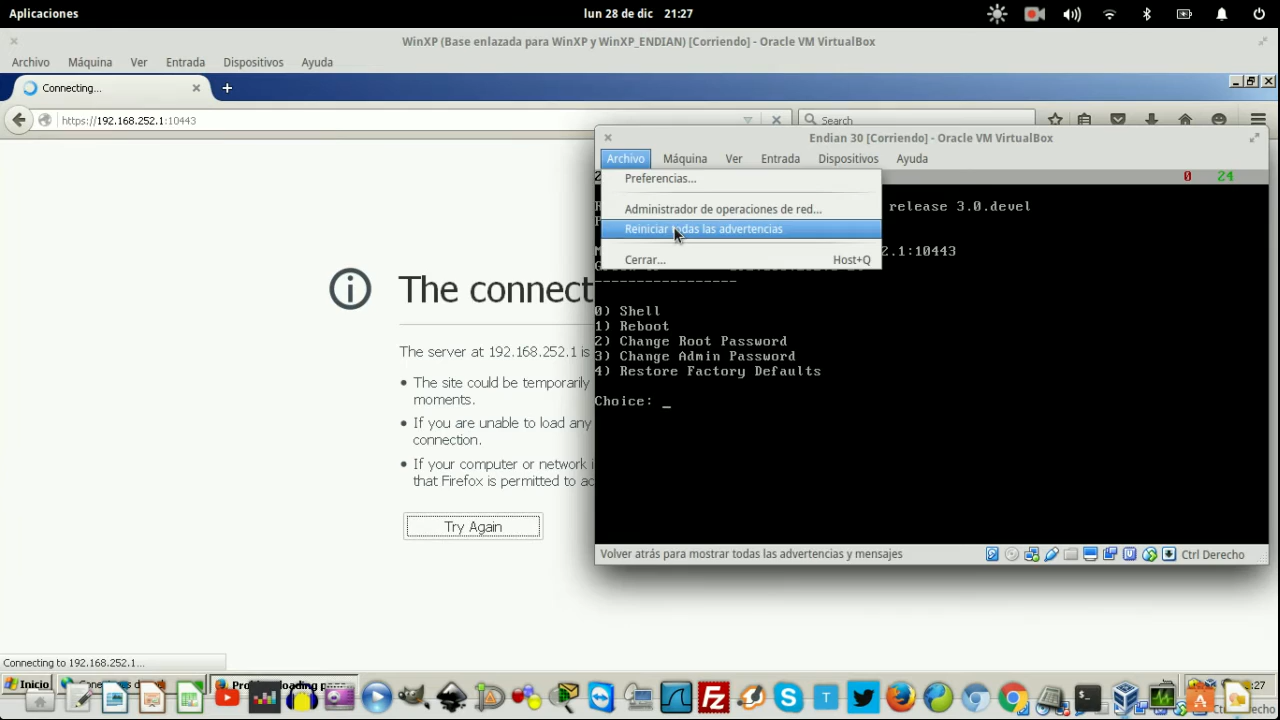 Aplicaciones
lun 28 de dic 21:27
WinXP (Base enlazada para WinXP y WinXP_ENDIAN) [Corriendo] - Oracle VM VirtualBox
Archivo Máquina Ver Entrada Dispositivos Ayuda
Connecting...
https://192.168.252.1:10443
Search
Endian 30 [Corriendo] - Oracle VM VirtualBox
Archivo Máquina Ver Entrada Dispositivos Ayuda
Preferencias...
Administrador de operaciones de red...
Reiniciar todas las advertencias
Cerrar... Host+Q
0 24
release 3.0.devel
2.1:10443
-----------------
0) Shell
1) Reboot
2) Change Root Password
3) Change Admin Password
4) Restore Factory Defaults
Choice: _
Volver atrás para mostrar todas las advertencias y mensajes
Ctrl Derecho
The connect
The server at 192.168.252.1 is
The site could be temporarily
moments.
If you are unable to load any
connection.
If your computer or network i
that Firefox is permitted to ac
Try Again
Connecting to 192.168.252.1...
Inicio